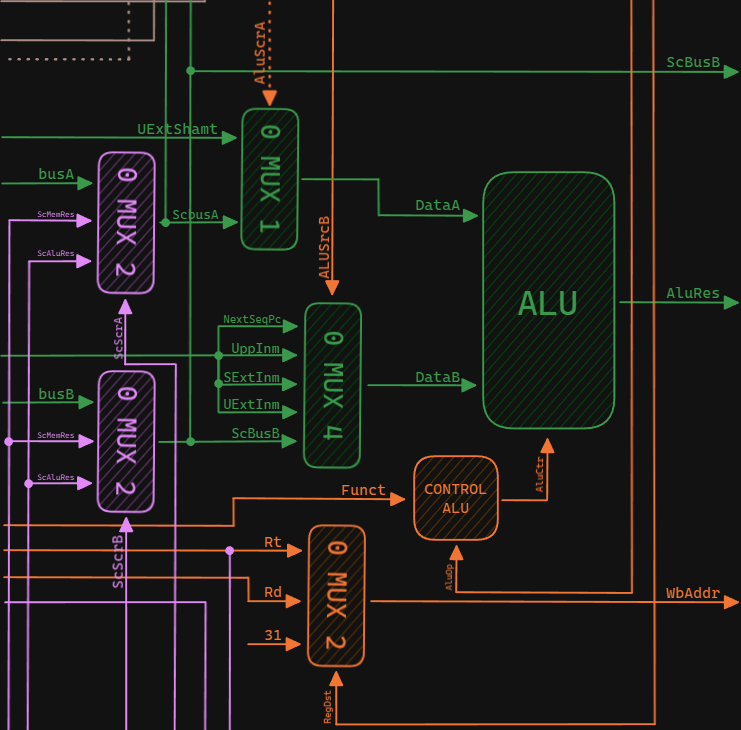 AluScrA
ScBusB
UExtShamt
0 MUX 1
busA
0 MUX 2
ScMemRes
ScbusA
ScAluRes
DataA
ALUSrcB
ALU
AluRes
ScScrA
NextSeqPc
UppInm
SExtInm
UExtInm
ScBusB
0 MUX 4
DataB
busB
0 MUX 2
ScMemRes
ScAluRes
Funct
CONTROL
ALU
AluCtr
ScScrB
Rt
Rd
31
0 MUX 2
AluOp
WbAddr
RegDst